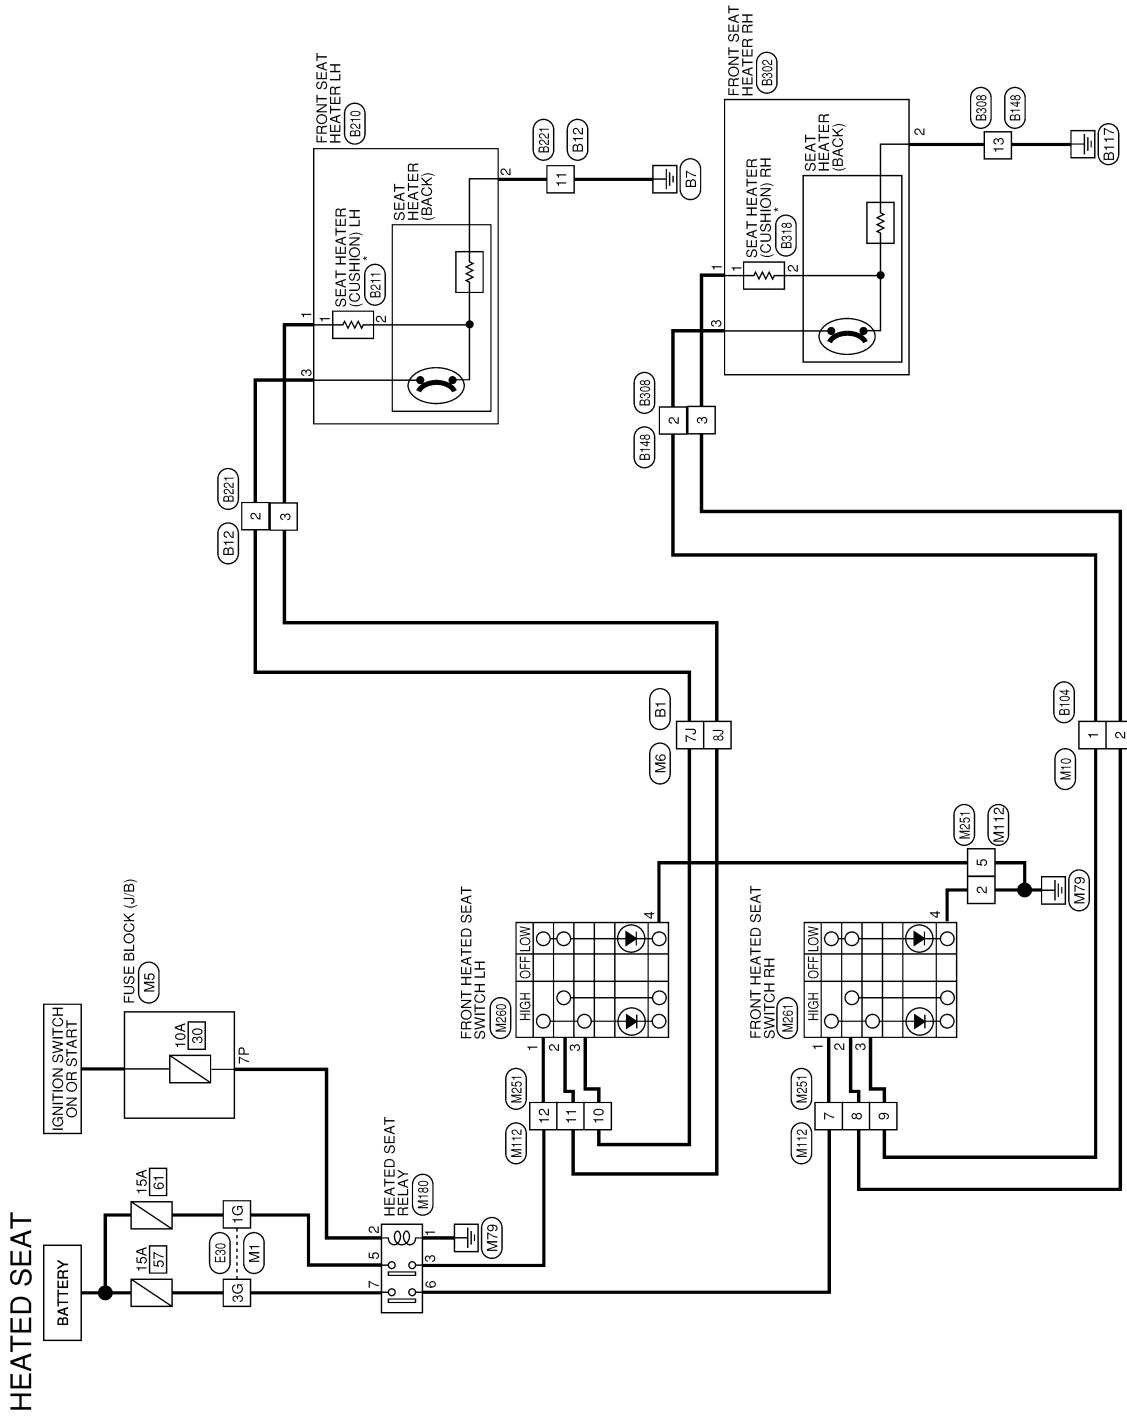 HEATED SEAT
BATTERY
IGNITION SWITCH
ON OR START
15A
57
15A
61
3G
1G
E30
M1
10A
30
FUSE BLOCK (J/B)
M5
7P
7
5
2
HEATED SEAT
RELAY
M180
6
3
1
M79
M112
M251
12
11
10
1
2
3
FRONT HEATED SEAT
SWITCH LH
M260
HIGH
OFF
LOW
4
M112
M251
7
8
9
1
2
3
FRONT HEATED SEAT
SWITCH RH
M261
HIGH
OFF
LOW
4
M251
M112
5
2
M79
M6
B1
7J
8J
M10
B104
1
2
B12
B221
2
3
B148
B308
2
3
FRONT SEAT
HEATER LH
B210
3
1
1
SEAT HEATER
(CUSHION) LH
*
B211
2
SEAT
HEATER
(BACK)
2
B221
B12
11
B7
FRONT SEAT
HEATER RH
B302
3
1
1
SEAT HEATER
(CUSHION) RH
*
B318
2
SEAT
HEATER
(BACK)
2
B308
B148
13
B117